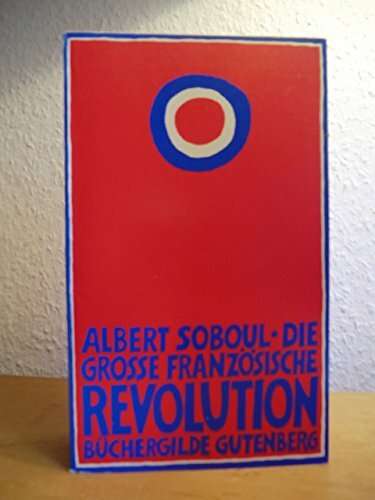 ALBERT SOBOUL · DIE
GROSSE FRANZÖSISCHE
REVOLUTION
BÜCHERGILDE GUTENBERG